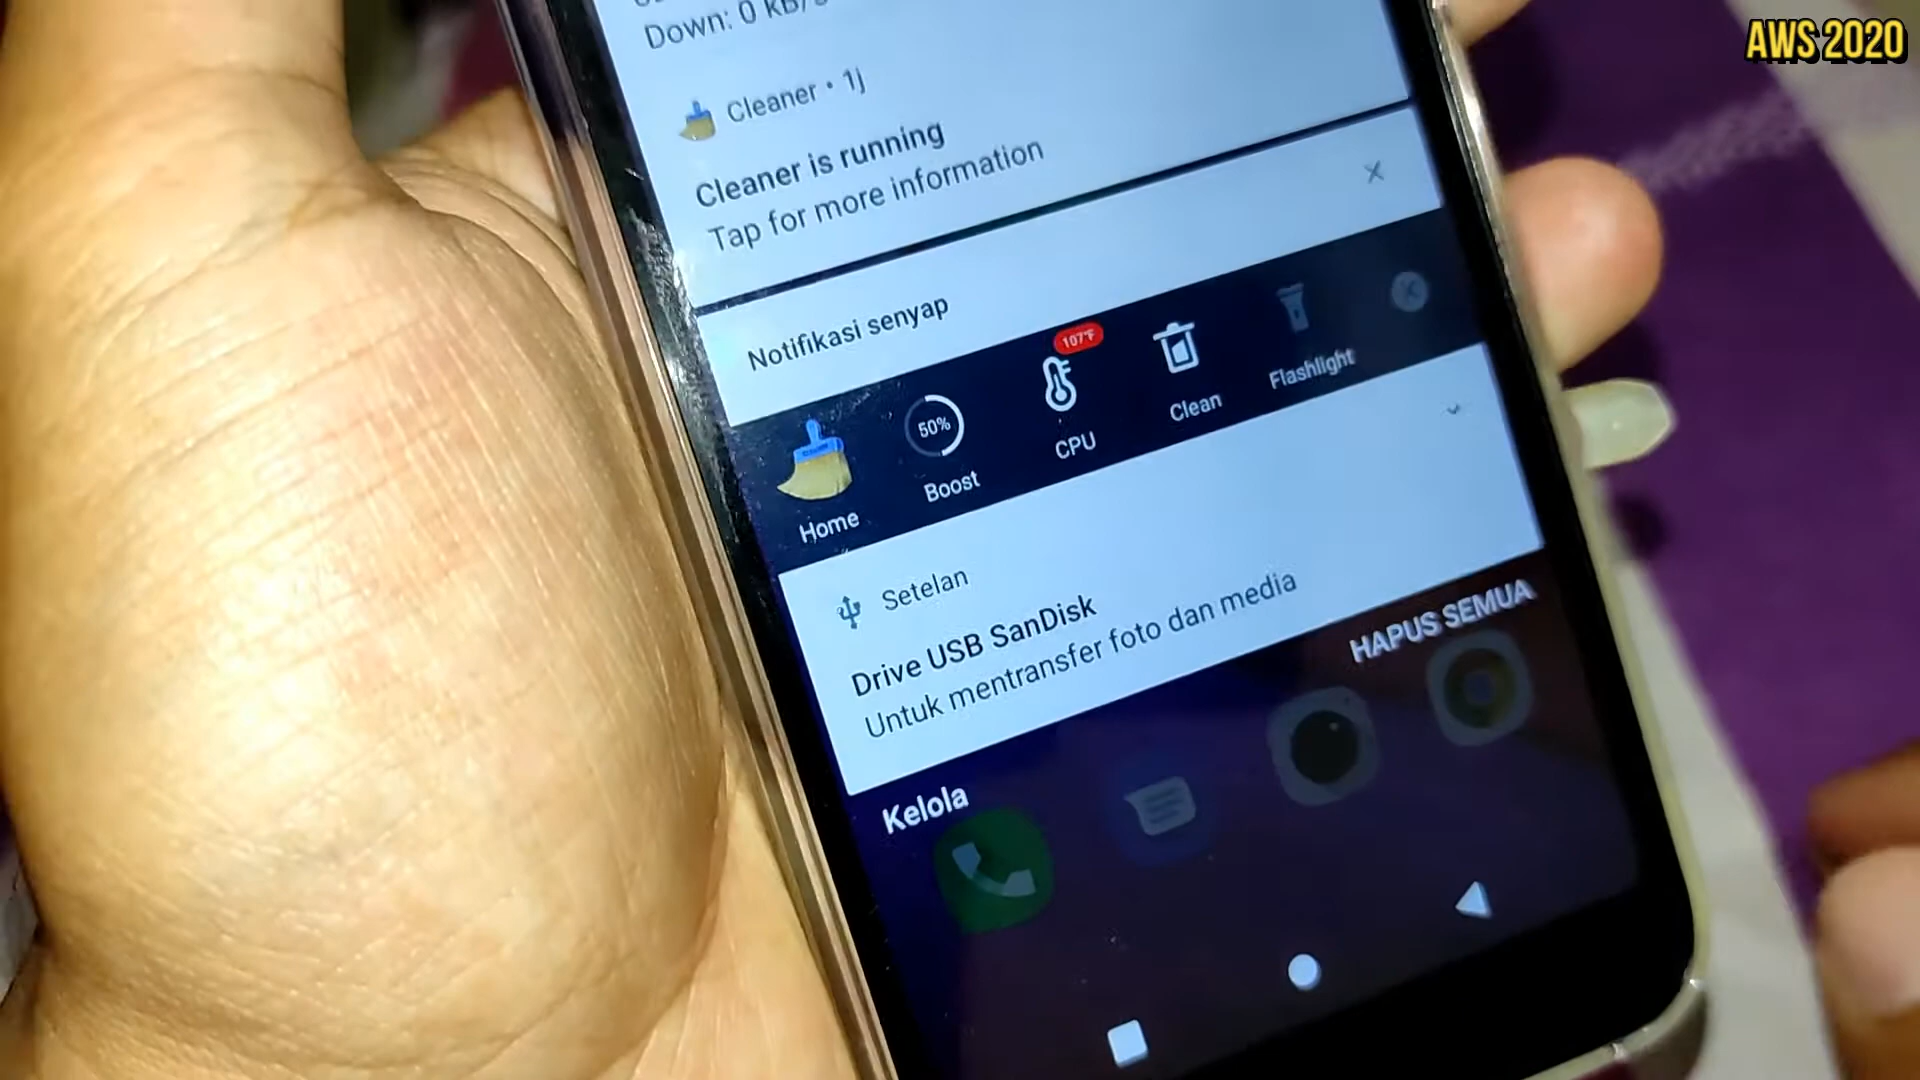 AWS 2020
Down: 0 kB/s
Cleaner • 1j
Cleaner is running
Tap for more information
Notifikasi senyap
107°F
50%
Home
Boost
CPU
Clean
Flashlight
Setelan
Drive USB SanDisk
Untuk mentransfer foto dan media
HAPUS SEMUA
Kelola